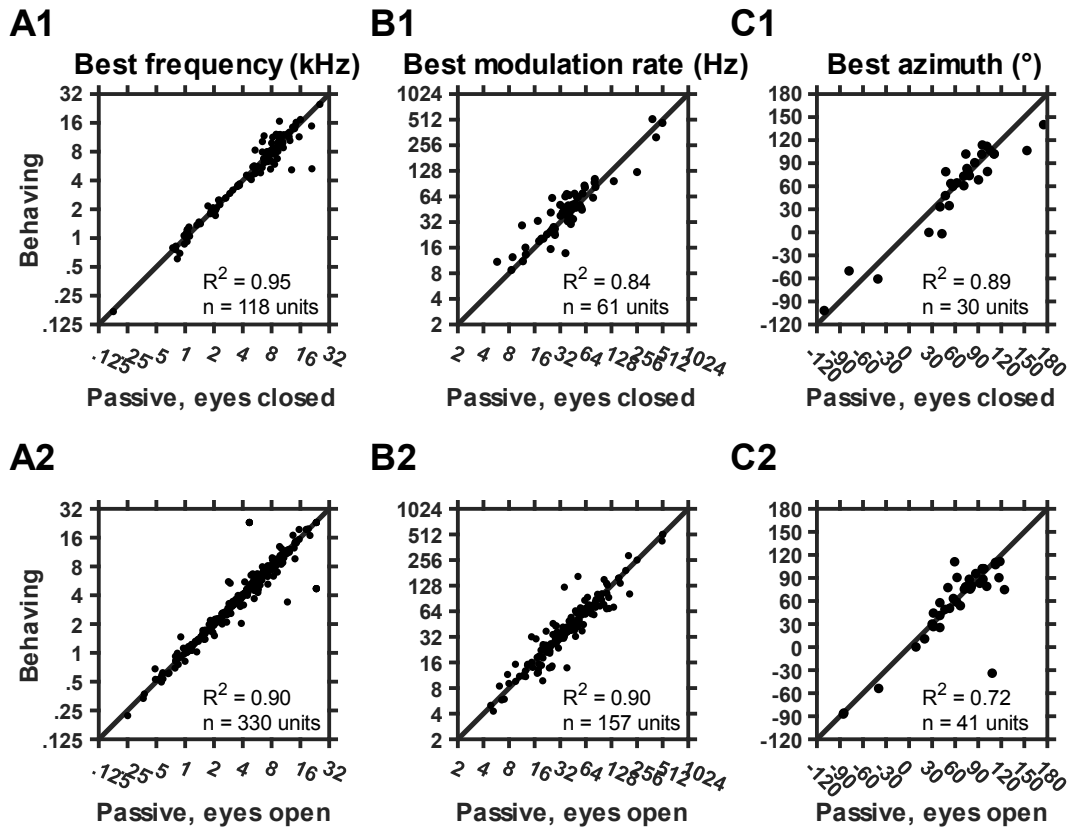 A1
B1
C1
Best frequency (kHz)
Best modulation rate (Hz)
Best azimuth (°)
Behaving
32
16
8
4
2
1
.5
.25
.125
R² = 0.95
n = 118 units
.125 .25 .5 1 2 4 8 16 32
Passive, eyes closed
1024
512
256
128
64
32
16
8
4
2
R² = 0.84
n = 61 units
2 4 8 16 32 64 128 256 512 1024
Passive, eyes closed
180
150
120
90
60
30
0
-30
-60
-90
-120
R² = 0.89
n = 30 units
-120 -90 -60 -30 0 30 60 90 120 150 180
Passive, eyes closed
A2
B2
C2
Behaving
32
16
8
4
2
1
.5
.25
.125
R² = 0.90
n = 330 units
.125 .25 .5 1 2 4 8 16 32
Passive, eyes open
1024
512
256
128
64
32
16
8
4
2
R² = 0.90
n = 157 units
2 4 8 16 32 64 128 256 512 1024
Passive, eyes open
180
150
120
90
60
30
0
-30
-60
-90
-120
R² = 0.72
n = 41 units
-120 -90 -60 -30 0 30 60 90 120 150 180
Passive, eyes open